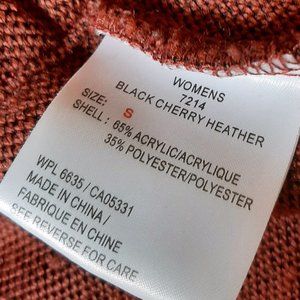 WOMENS
7214
BLACK CHERRY HEATHER
SIZE: S
SHELL: 65% ACRYLIC/ACRYLIQUE
35% POLYESTER/POLYESTER
WPL 6635 / CA05331
MADE IN CHINA/
FABRIQUE EN CHINE
SEE REVERSE FOR CARE